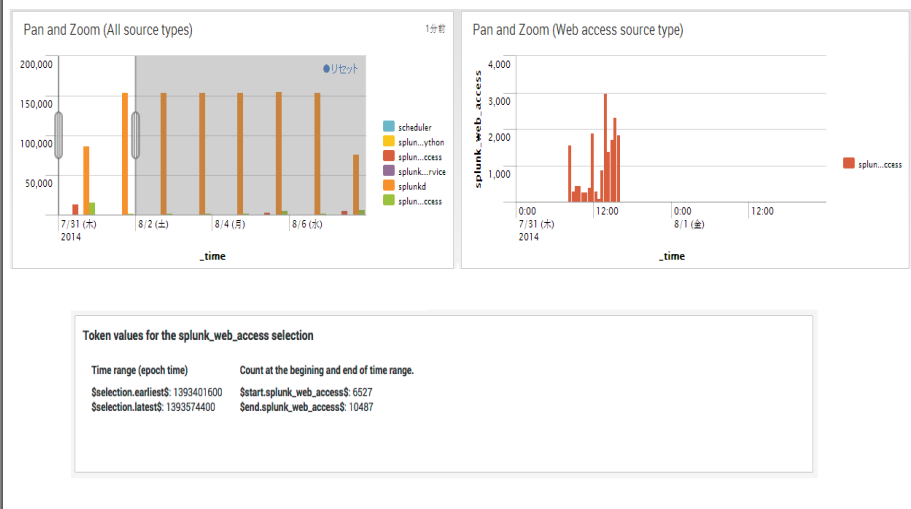 Pan and Zoom (All source types)
1分前
200,000
150,000
100,000
50,000
リセット
scheduler
splun...ython
splun...ccess
splunk...rvice
splunkd
splun...ccess
7/31 (木)
2014
8/2 (土)
8/4 (月)
8/6 (水)
_time
Pan and Zoom (Web access source type)
splunk_web_access
4,000
3,000
2,000
1,000
splun...ccess
0:00
12:00
0:00
12:00
7/31 (木)
8/1 (金)
2014
_time
Token values for the splunk_web_access selection
Time range (epoch time)
Count at the begining and end of time range.
$selection.earliest$: 1393401600
$start.splunk_web_access$: 6527
$selection.latest$: 1393574400
$end.splunk_web_access$: 10487